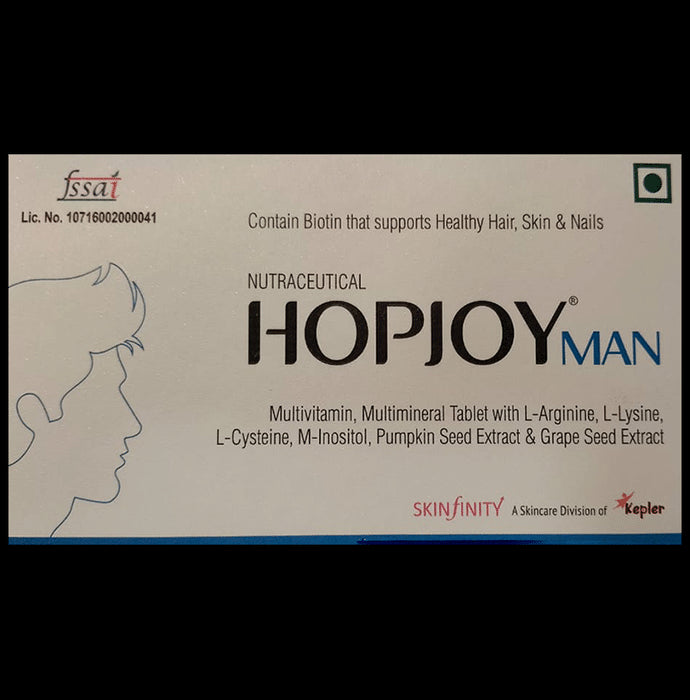 fssai
Lic. No. 10716002000041
Contain Biotin that supports Healthy Hair, Skin & Nails
NUTRACEUTICAL
HOPJOY® MAN
Multivitamin, Multimineral Tablet with L-Arginine, L-Lysine,
L-Cysteine, M-Inositol, Pumpkin Seed Extract & Grape Seed Extract
SKINFINITY A Skincare Division of Kepler